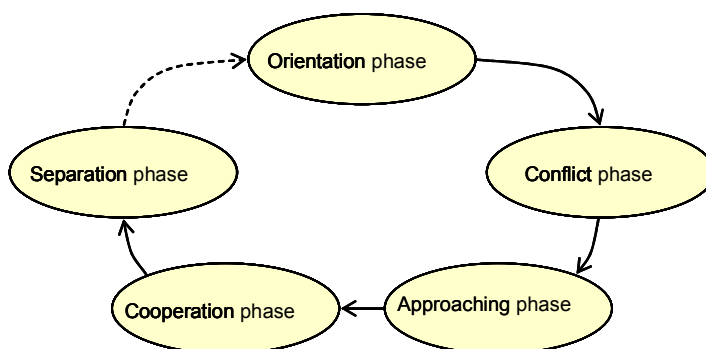 Orientation phase
Conflict phase
Approaching phase
Cooperation phase
Separation phase